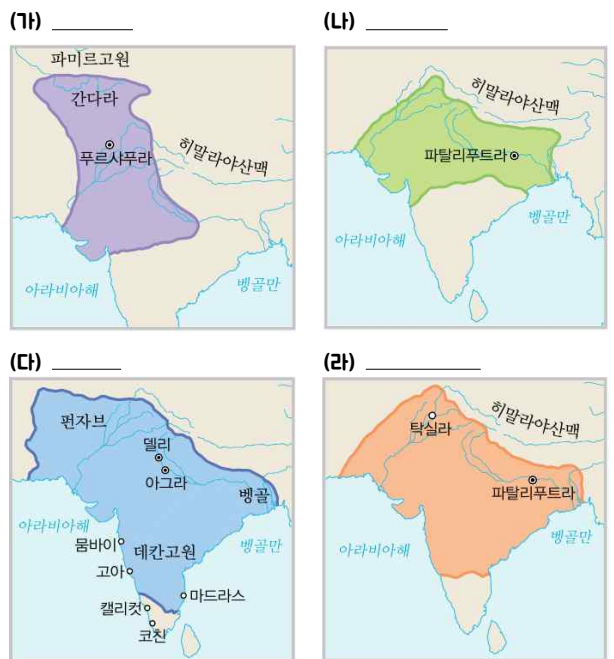 (가)
파미르고원
간다라
푸르샤푸라
히말라야산맥
아라비아해
벵골만
(나)
히말라야산맥
파탈리푸트라
아라비아해
벵골만
(다)
펀자브
델리
아그라
벵골
아라비아해
벵골만
뭄바이
데칸고원
고아
마드라스
캘리컷
코친
(라)
히말라야산맥
탁실라
파탈리푸트라
아라비아해
벵골만